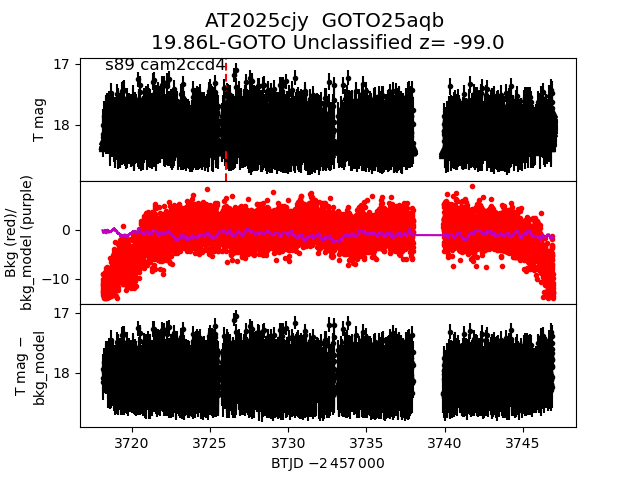 AT2025cjy  GOTO25aqb
19.86L-GOTO Unclassified z= -99.0
s89 cam2ccd4
17
18
T mag
0
−10
Bkg (red)/
bkg_model (purple)
17
18
T mag −
bkg_model
3720
3725
3730
3735
3740
3745
BTJD −2 457 000